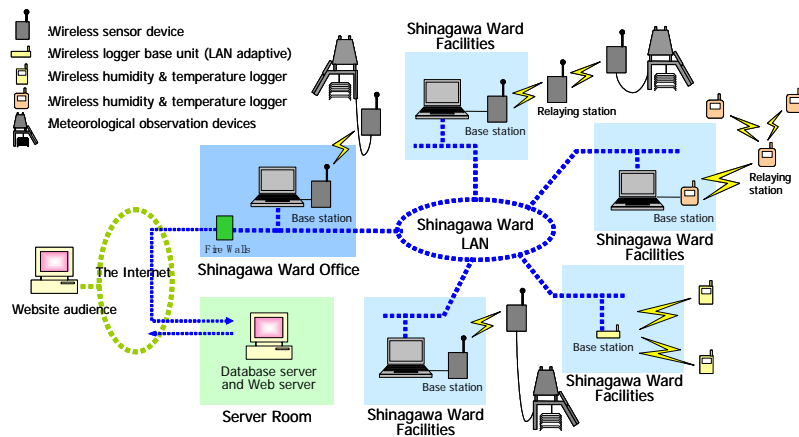 :Wireless sensor device
:Wireless logger base unit (LAN adaptive)
:Wireless humidity & temperature logger
:Wireless humidity & temperature logger
:Meteorological observation devices
Shinagawa Ward
Facilities
Base station
Relaying station
Base station
Relaying
station
Shinagawa Ward
Facilities
Base station
Fire Walls
Shinagawa Ward Office
Shinagawa Ward
LAN
The Internet
Website audience
Database server
and Web server
Server Room
Base station
Shinagawa Ward
Facilities
Base station
Shinagawa Ward
Facilities